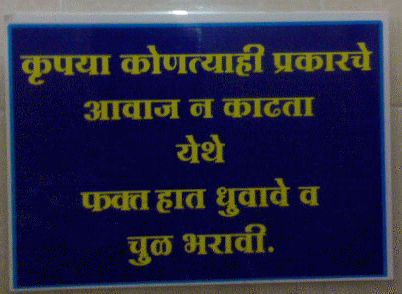 कृपया कोणत्याही प्रकारचे
आवाज न काढता
येथे
फक्त हात धुवावे व
चुळ भरावी.